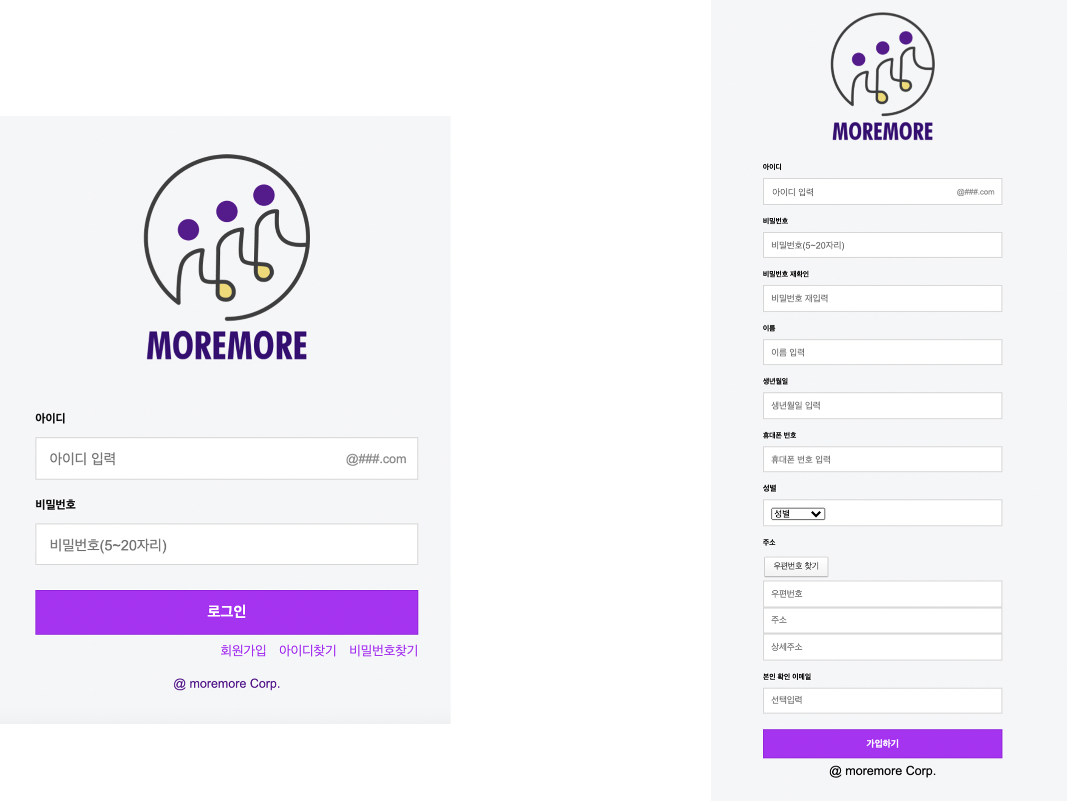 MOREMORE
아이디
아이디 입력 @###.com
비밀번호
비밀번호(5~20자리)
로그인
회원가입 아이디찾기 비밀번호찾기
@ moremore Corp.
MOREMORE
아이디
아이디 입력 @###.com
비밀번호
비밀번호(5~20자리)
비밀번호 재확인
비밀번호 재입력
이름
이름 입력
생년월일
생년월일 입력
휴대폰 번호
휴대폰 번호 입력
성별
성별
주소
우편번호 찾기
우편번호
주소
상세주소
본인 확인 이메일
선택입력
가입하기
@ moremore Corp.